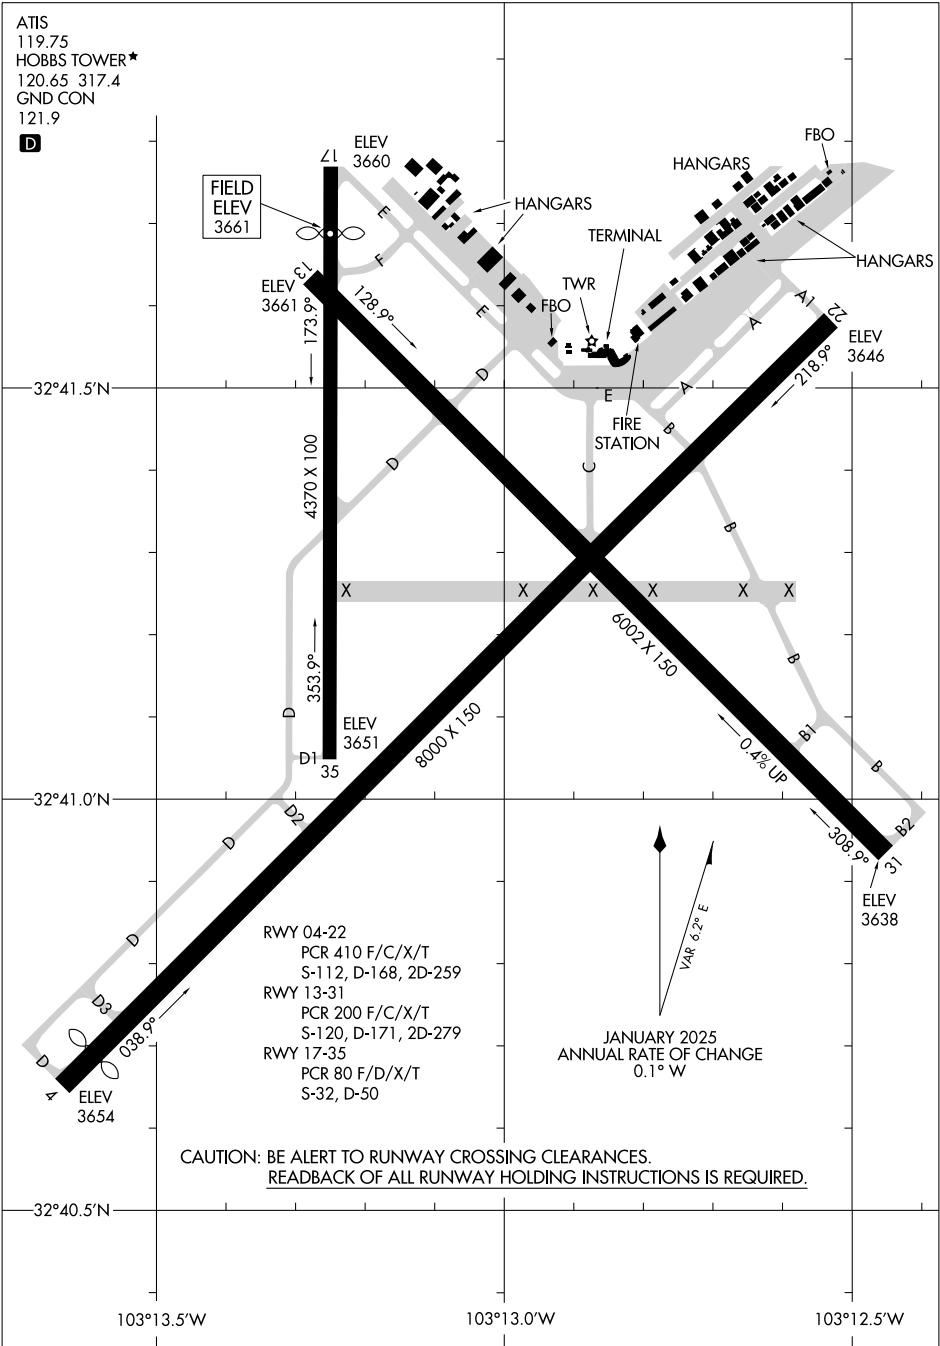 ATIS
119.75
HOBBS TOWER★
120.65 317.4
GND CON
121.9
D
17
ELEV
3660
FIELD
ELEV
3661
HANGARS
HANGARS
FBO
E
F
TERMINAL
TWR
FBO
HANGARS
13
ELEV
3661
128.9°
173.9°
E
A1
22
A
ELEV
3646
218.9°
32°41.5'N
D
E
A
B
FIRE
STATION
4370 X 100
D
C
B
X
X
X
X
X
X
6002 X 150
353.9°
B
D
ELEV
3651
8000 X 150
B1
0.4% UP
B
D1
35
32°41.0'N
D2
D
308.9°
B2
31
ELEV
3638
VAR 6.2° E
RWY 04-22
PCR 410 F/C/X/T
S-112, D-168, 2D-259
RWY 13-31
PCR 200 F/C/X/T
S-120, D-171, 2D-279
RWY 17-35
PCR 80 F/D/X/T
S-32, D-50
D
D3
038.9°
D
4
ELEV
3654
JANUARY 2025
ANNUAL RATE OF CHANGE
0.1° W
CAUTION: BE ALERT TO RUNWAY CROSSING CLEARANCES.
READBACK OF ALL RUNWAY HOLDING INSTRUCTIONS IS REQUIRED.
32°40.5'N
103°13.5'W
103°13.0'W
103°12.5'W